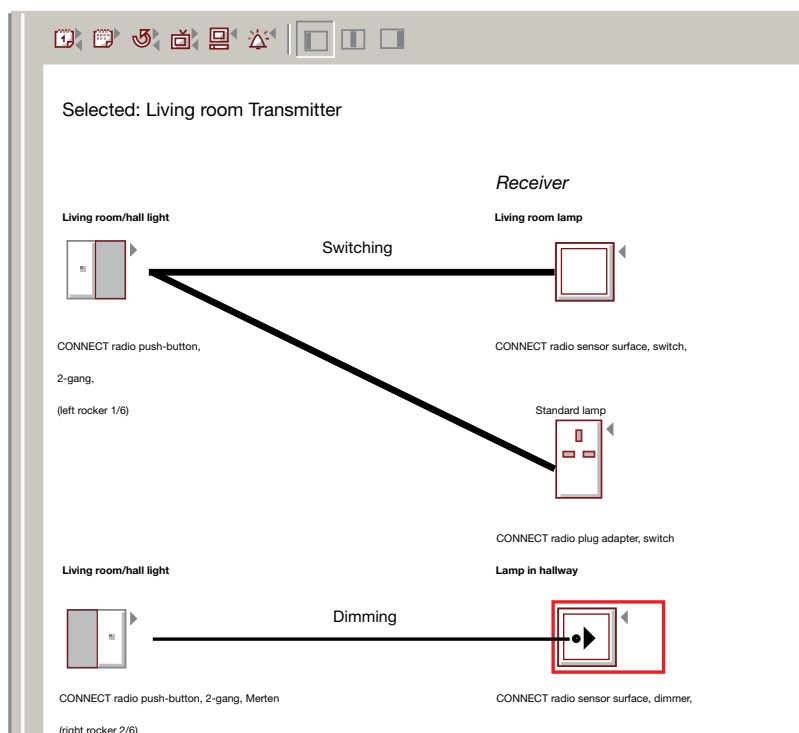 Selected: Living room Transmitter
Receiver
Living room/hall light
Living room lamp
Switching
CONNECT radio push-button,
CONNECT radio sensor surface, switch,
2-gang,
(left rocker 1/6)
Standard lamp
CONNECT radio plug adapter, switch
Living room/hall light
Lamp in hallway
Dimming
CONNECT radio push-button, 2-gang, Merten
CONNECT radio sensor surface, dimmer,
(right rocker 2/6)